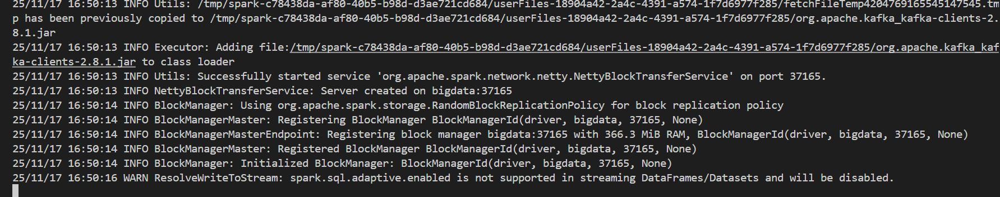 25/11/17 16:50:13 INFO Utils: /tmp/spark-c78438da-af80-40b5-b98d-d3ae721cd684/userFiles-18904a42-2a4c-4391-a574-1f7d6977f285/fetchFileTemp4204769165545147545.tm
p has been previously copied to /tmp/spark-c78438da-af80-40b5-b98d-d3ae721cd684/userFiles-18904a42-2a4c-4391-a574-1f7d6977f285/org.apache.kafka_kafka-clients-2.
8.1.jar
25/11/17 16:50:13 INFO Executor: Adding file:/tmp/spark-c78438da-af80-40b5-b98d-d3ae721cd684/userFiles-18904a42-2a4c-4391-a574-1f7d6977f285/org.apache.kafka_kaf
ka-clients-2.8.1.jar to class loader
25/11/17 16:50:13 INFO Utils: Successfully started service 'org.apache.spark.network.netty.NettyBlockTransferService' on port 37165.
25/11/17 16:50:13 INFO NettyBlockTransferService: Server created on bigdata:37165
25/11/17 16:50:14 INFO BlockManager: Using org.apache.spark.storage.RandomBlockReplicationPolicy for block replication policy
25/11/17 16:50:14 INFO BlockManagerMaster: Registering BlockManager BlockManagerId(driver, bigdata, 37165, None)
25/11/17 16:50:14 INFO BlockManagerMasterEndpoint: Registering block manager bigdata:37165 with 366.3 MiB RAM, BlockManagerId(driver, bigdata, 37165, None)
25/11/17 16:50:14 INFO BlockManagerMaster: Registered BlockManager BlockManagerId(driver, bigdata, 37165, None)
25/11/17 16:50:14 INFO BlockManager: Initialized BlockManager: BlockManagerId(driver, bigdata, 37165, None)
25/11/17 16:50:16 WARN ResolveWriteToStream: spark.sql.adaptive.enabled is not supported in streaming DataFrames/Datasets and will be disabled.